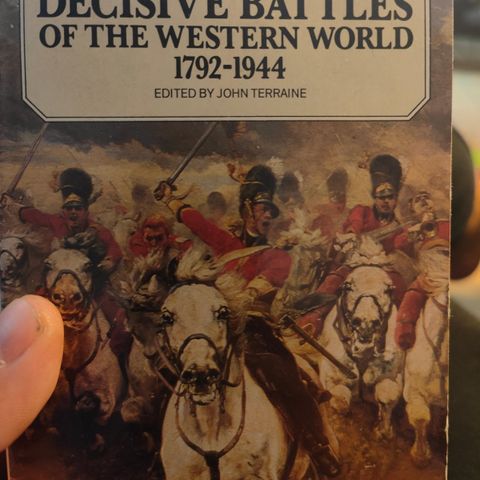 DECISIVE BATTLES
OF THE WESTERN WORLD
1792-1944
EDITED BY JOHN TERRAINE